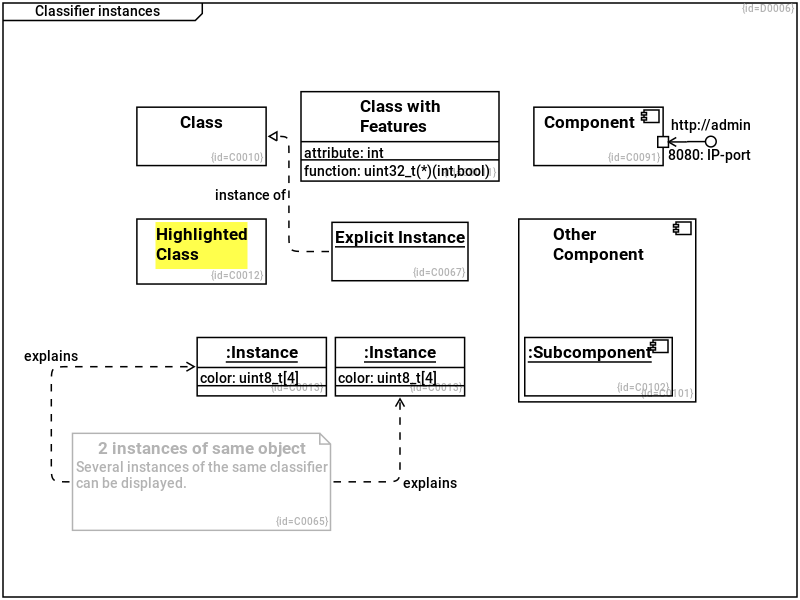 Classifier instances
{id=D0006}
Class
{id=C0010}
Class with
Features
attribute: int
function: uint32_t(*)(int,bool)
Component
{id=C0091}
http://admin
8080: IP-port
instance of
Highlighted
Class
{id=C0012}
Explicit Instance
{id=C0067}
Other
Component
:Subcomponent
{id=C0102}
{id=C0101}
explains
:Instance
color: uint8_t[4]
{id=C0013}
:Instance
color: uint8_t[4]
{id=C0013}
2 instances of same object
Several instances of the same classifier
can be displayed.
{id=C0065}
explains